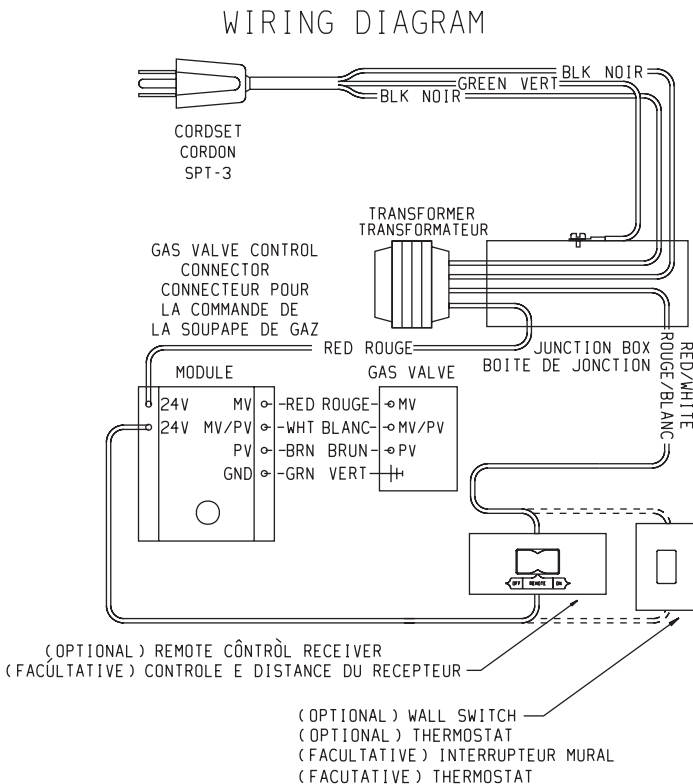 WIRING DIAGRAM
BLK NOIR
GREEN VERT
BLK NOIR
CORDSET
CORDON
SPT-3
TRANSFORMER
TRANSFORMATEUR
GAS VALVE CONTROL
CONNECTOR
CONNECTEUR POUR
LA COMMANDE DE
LA SOUPAPE DE GAZ
RED ROUGE
JUNCTION BOX
BOITE DE JONCTION
RED/WHITE
ROUGE/BLANC
MODULE
GAS VALVE
24V MV RED ROUGE MV
24V MV/PV WHT BLANC MV/PV
PV BRN BRUN PV
GND GRN VERT
OFF REMOTE ON
(OPTIONAL) REMOTE CÔNTRÒL RECEIVER
(FACÚLTATIVE) CONTROLE E DISTANCE DU RECEPTEUR
(OPTIONAL) WALL SWITCH
(OPTIONAL) THERMOSTAT
(FACULTATIVE) INTERRUPTEUR MURAL
(FACUTATIVE) THERMOSTAT